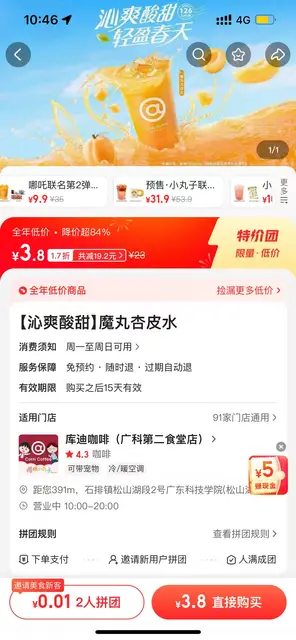 10:46
4G
沁爽酸甜
126
轻盈春天
1/1
哪吒联名第2弹...
¥9.9 ¥35
预售·小丸子联...
¥31.9 ¥53.9
小
更多
全年低价·降价超84%
¥3.8 1.7折 共减19.2元 ¥23
特价团
限量·低价
全年低价商品
捡漏更多低价
【沁爽酸甜】魔丸杏皮水
消费须知 周一至周日可用
服务保障 免预约·随时退·过期自动退
有效期限 购买之后15天有效
适用门店
91家门店通用
Cotti Coffee
库迪咖啡（广科第二食堂店）
4.3 咖啡
可带宠物 冷/暖空调
¥5
赚现金
距您391m，石排镇松山湖段2号广东科技学院(松山湖
营业中 10:00-20:00
拼团规则
查看拼团规则
下单支付
邀请新用户拼团
人满成团
邀请美食新客
¥0.01 2人拼团
¥3.8 直接购买